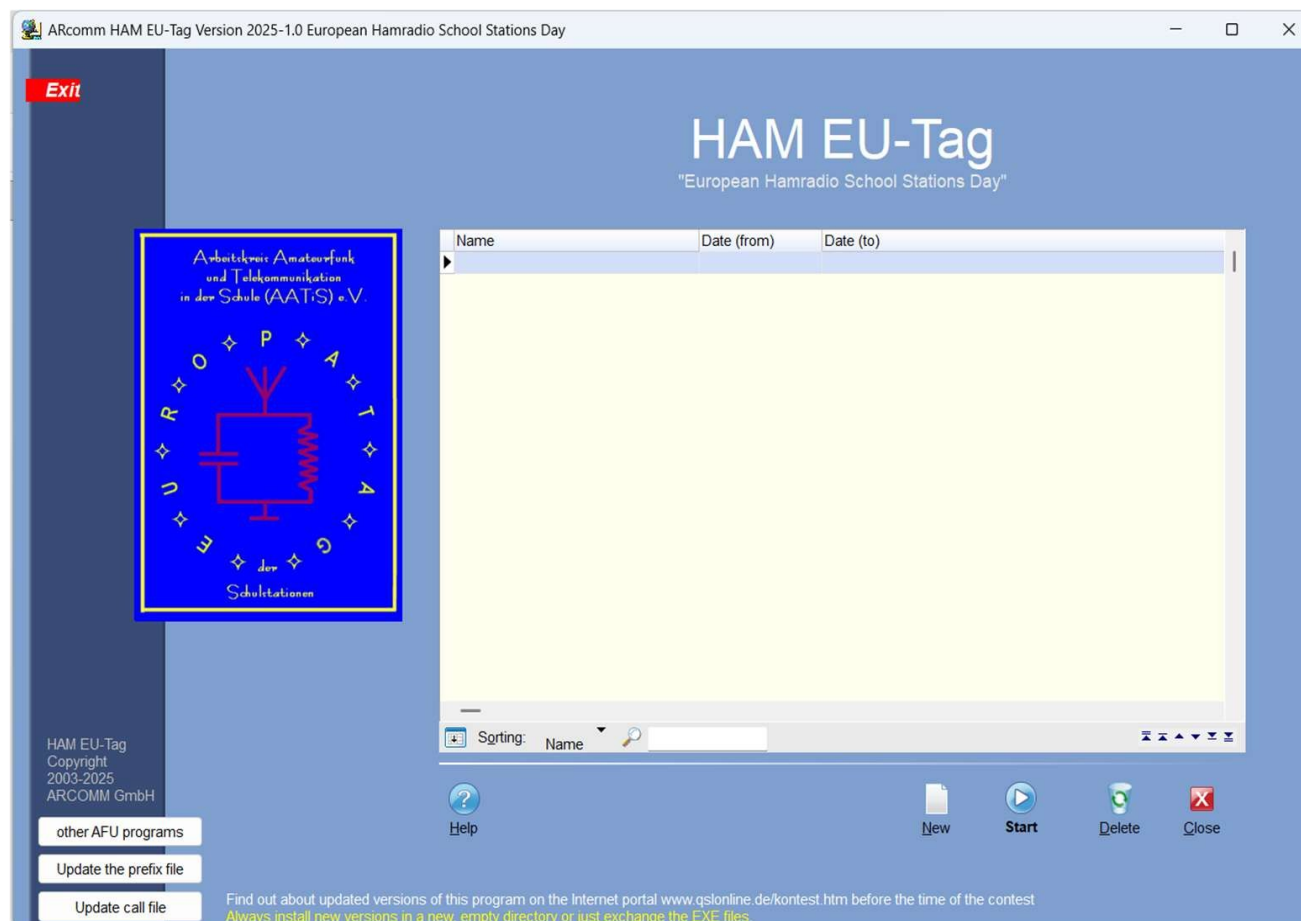 ARcomm HAM EU-Tag Version 2025-1.0 European Hamradio School Stations Day
Exit
HAM EU-Tag
"European Hamradio School Stations Day"
Name Date (from) Date (to)
Arbeitskreis Amateurfunk
und Telekommunikation
in der Schule (AATiS) e.V.
EUROPATAG
der
Schulstationen
Sorting: Name
HAM EU-Tag
Copyright
2003-2025
ARCOMM GmbH
Help New Start Delete Close
other AFU programs
Update the prefix file
Update call file
Find out about updated versions of this program on the Internet portal www.qslonline.de/kontest.htm before the time of the contest
Always install new versions in a new, empty directory or just exchange the EXE files.